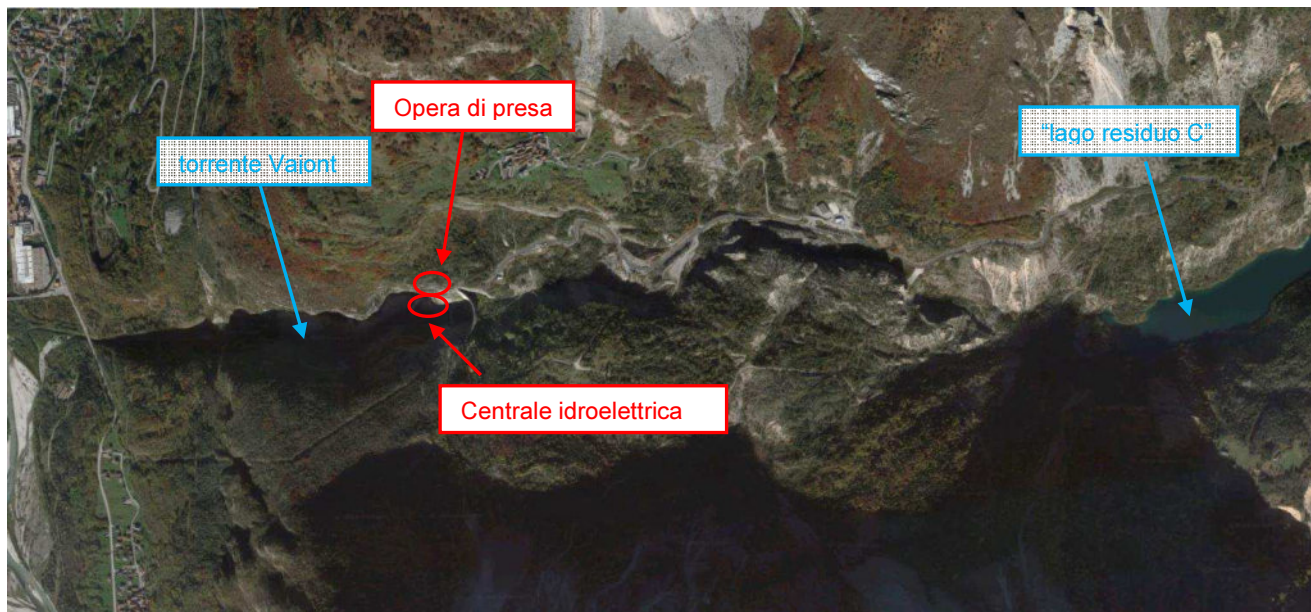 Opera di presa
"lago residuo C"
torrente Vajont
Centrale idroelettrica